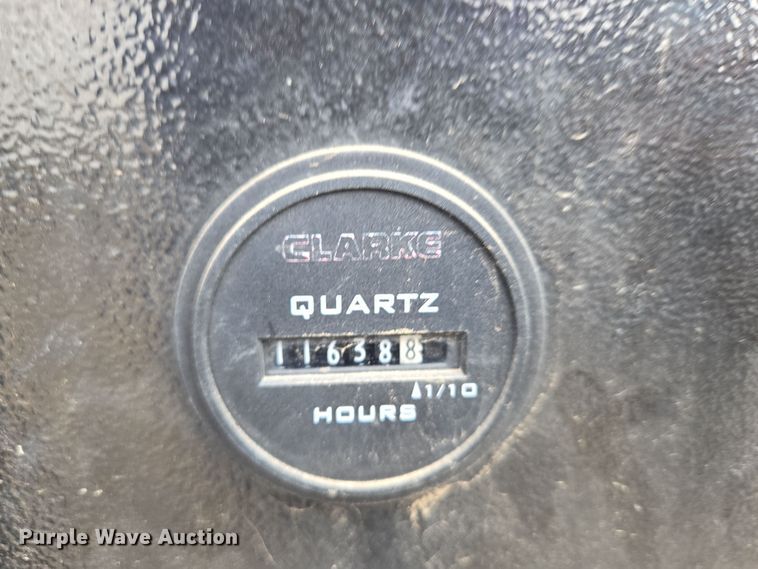 CLARKE
QUARTZ
116388
1/10
HOURS
Purple Wave Auction